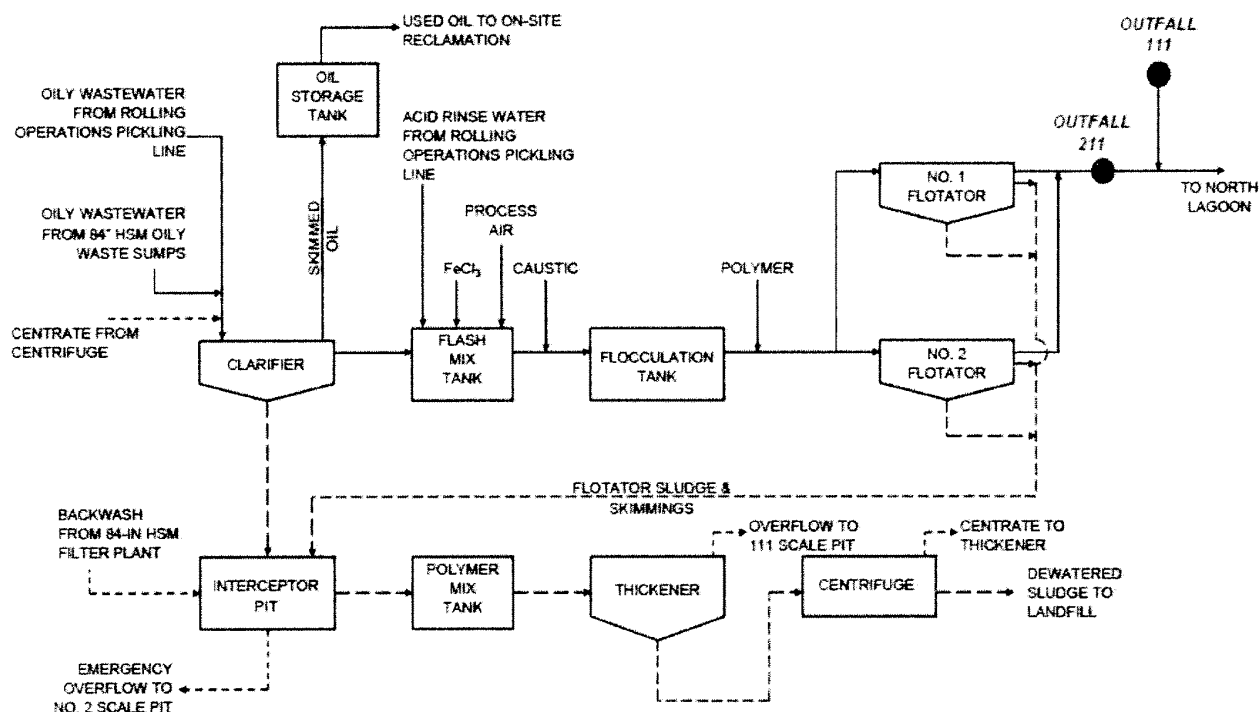 USED OIL TO ON-SITE
RECLAMATION
OUTFALL
111
OIL
STORAGE
TANK
OILY WASTEWATER
FROM ROLLING
OPERATIONS PICKLING
LINE
ACID RINSE WATER
FROM ROLLING
OPERATIONS PICKLING
LINE
OUTFALL
211
NO. 1
FLOTATOR
TO NORTH
LAGOON
OILY WASTEWATER
FROM 84" HSM OILY
WASTE SUMPS
SKIMMED
OIL
PROCESS
AIR
FeCl3
CAUSTIC
POLYMER
CENTRATE FROM
CENTRIFUGE
CLARIFIER
FLASH
MIX
TANK
FLOCCULATION
TANK
NO. 2
FLOTATOR
FLOTATOR SLUDGE &
SKIMMINGS
BACKWASH
FROM 84-IN HSM
FILTER PLANT
OVERFLOW TO
111 SCALE PIT
CENTRATE TO
THICKENER
INTERCEPTOR
PIT
POLYMER
MIX
TANK
THICKENER
CENTRIFUGE
DEWATERED
SLUDGE TO
LANDFILL
EMERGENCY
OVERFLOW TO
NO. 2 SCALE PIT